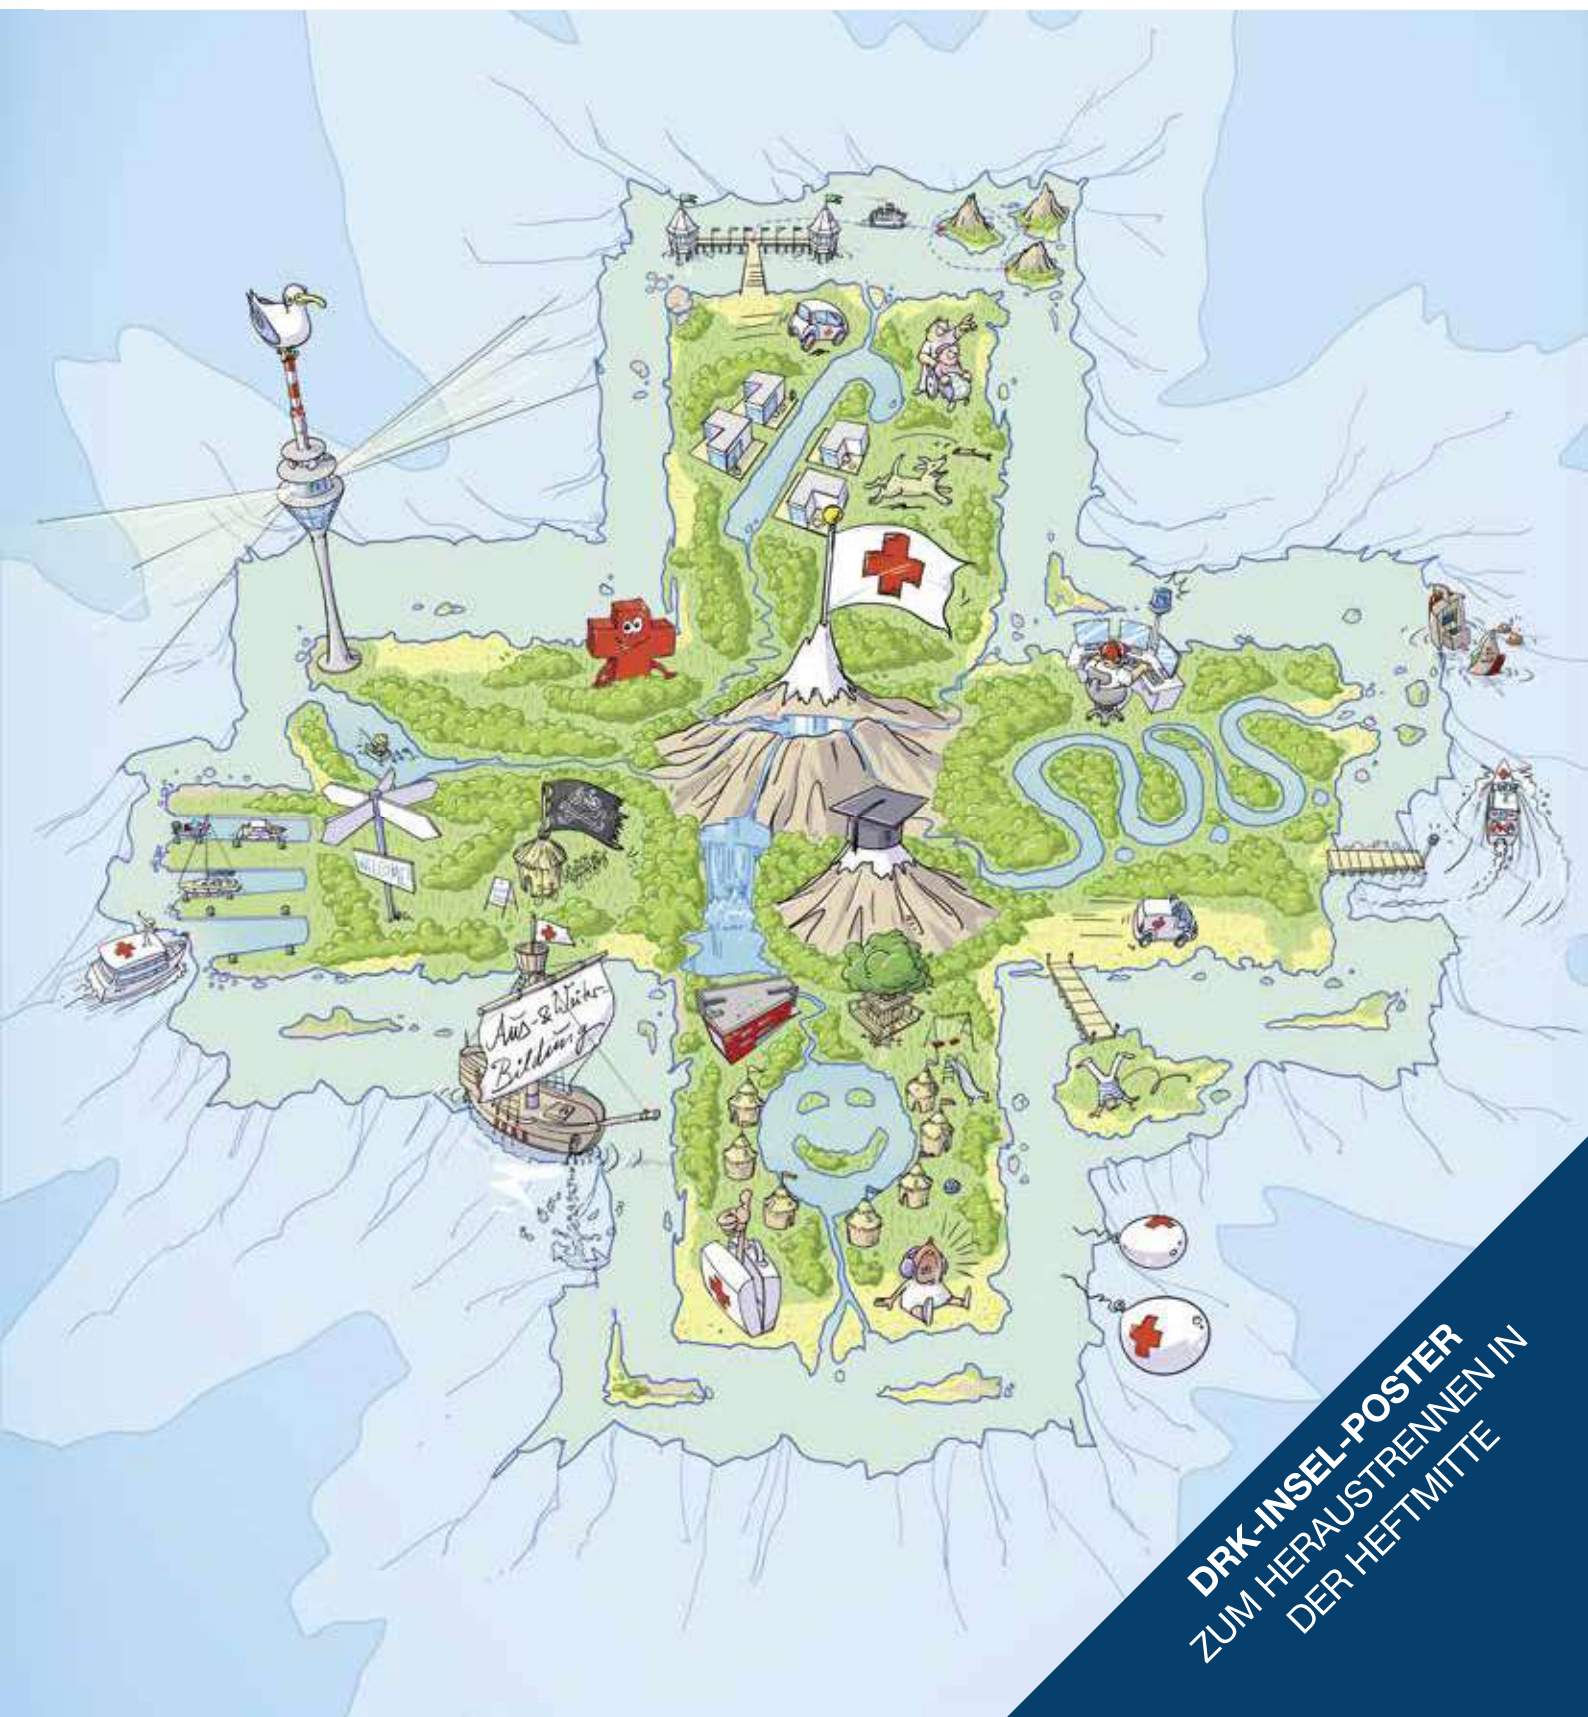 WELCOME
Aus- & Weiter-
Bildung
DRK-INSEL-POSTER
ZUM HERAUSTRENNEN IN
DER HEFTMITTE